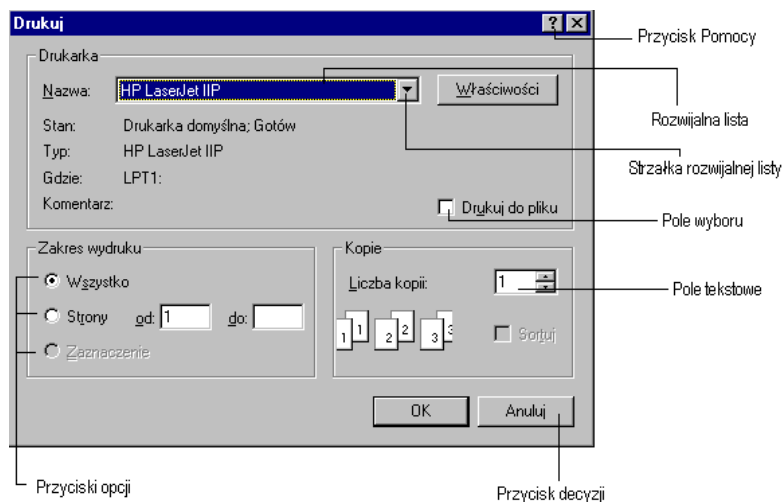 Drukuj
Przycisk Pomocy
Drukarka
Nazwa: HP LaserJet IIP Właściwości
Rozwijalna lista
Stan: Drukarka domyślna; Gotów
Typ: HP LaserJet IIP
Strzałka rozwijalnej listy
Gdzie: LPT1:
Komentarz: Drukuj do pliku
Pole wyboru
Zakres wydruku
Wszystko
Strony od: 1 do:
Zaznaczenie
Kopie
Liczba kopii: 1
Pole tekstowe
1 1 2 2 3 3
Sortuj
OK Anuluj
Przyciski opcji
Przycisk decyzji